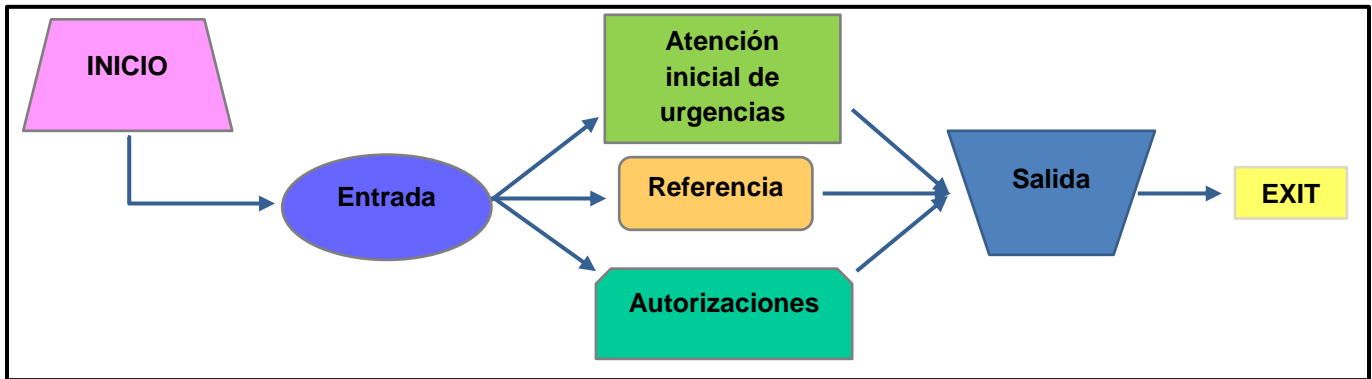 INICIO
Entrada
Atención
inicial de
urgencias
Referencia
Autorizaciones
Salida
EXIT